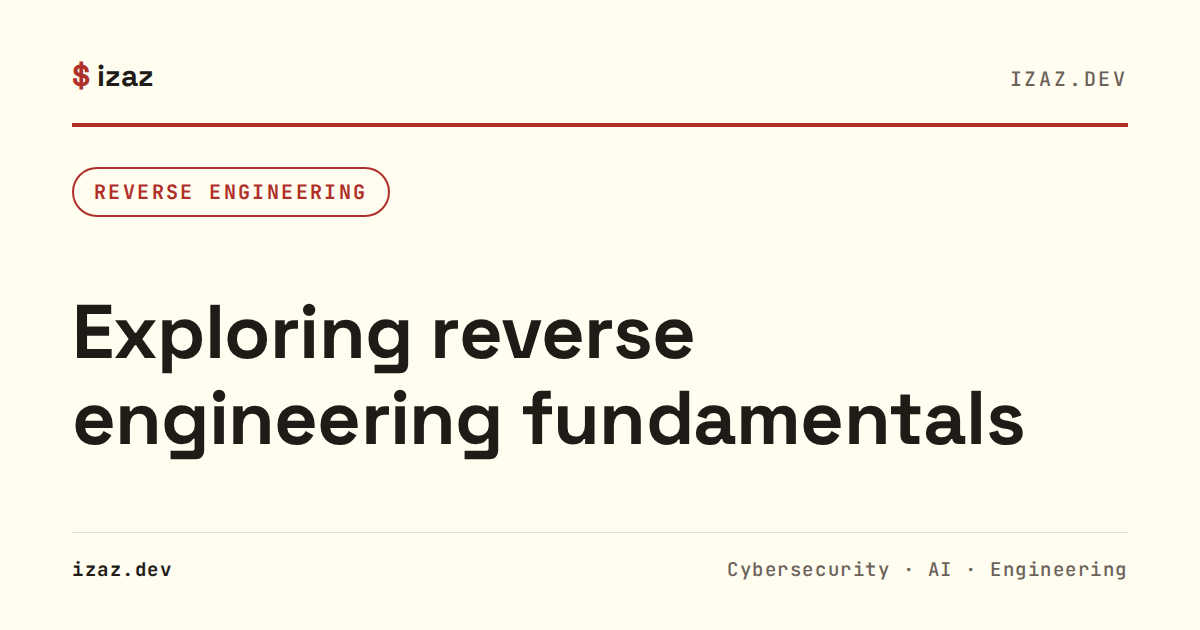 $ izaz
IZAZ.DEV
REVERSE ENGINEERING
Exploring reverse
engineering fundamentals
izaz.dev
Cybersecurity · AI · Engineering